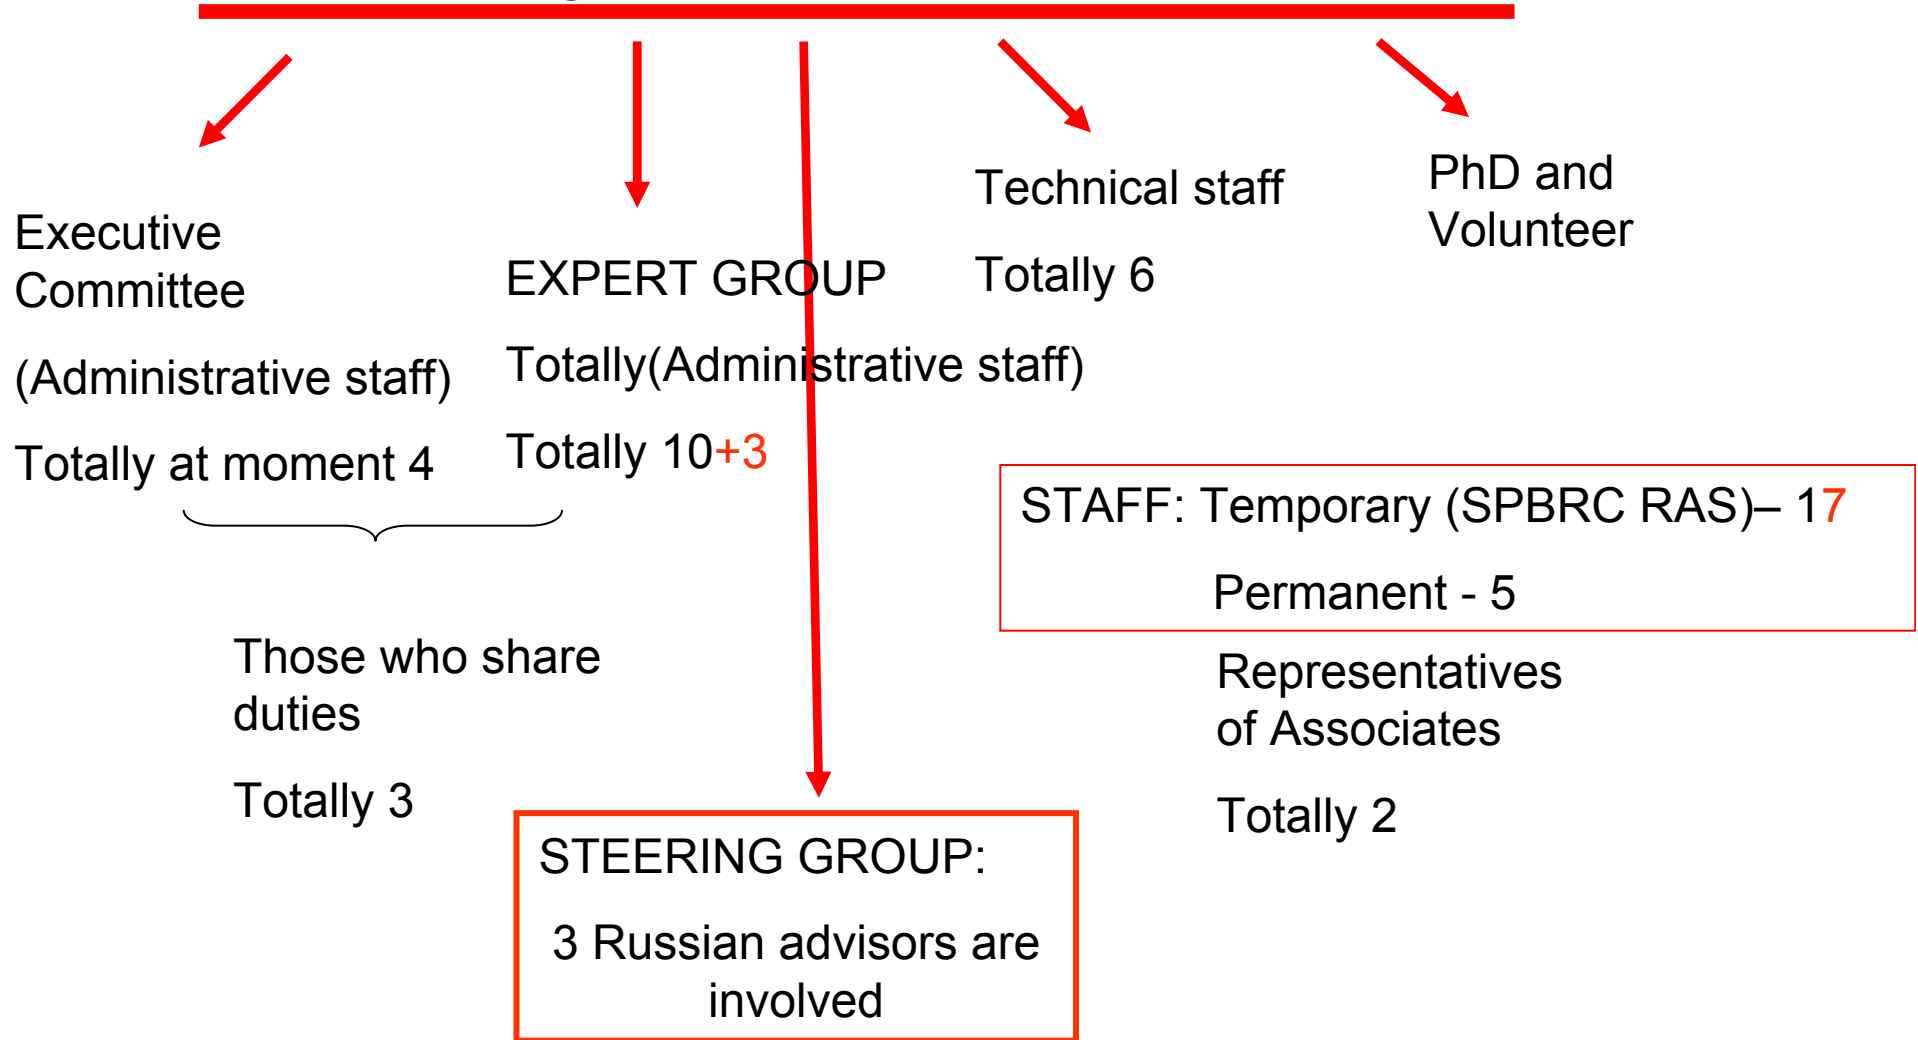 Executive
Committee
(Administrative staff)
Totally at moment 4
EXPERT GROUP
Totally(Administrative staff)
Totally 10+3
Technical staff
Totally 6
PhD and
Volunteer
STAFF: Temporary (SPBRC RAS)– 17
Permanent - 5
Those who share
duties
Totally 3
Representatives
of Associates
Totally 2
STEERING GROUP:
3 Russian advisors are
involved